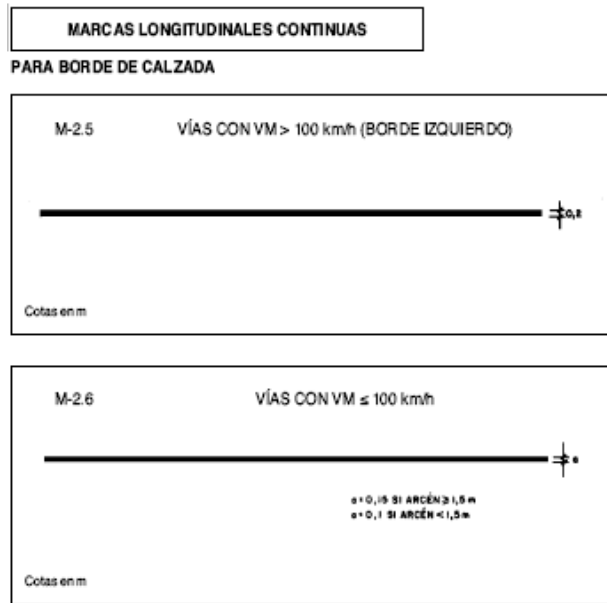 MARCAS LONGITUDINALES CONTINUAS
PARA BORDE DE CALZADA
M-2.5 VÍAS CON VM > 100 km/h (BORDE IZQUIERDO)
0,2
Cotas en m
M-2.6 VÍAS CON VM ≤ 100 km/h
a
a = 0,15 SI ARCÉN ≥ 1,5 m
a = 0,1 SI ARCÉN < 1,5 m
Cotas en m